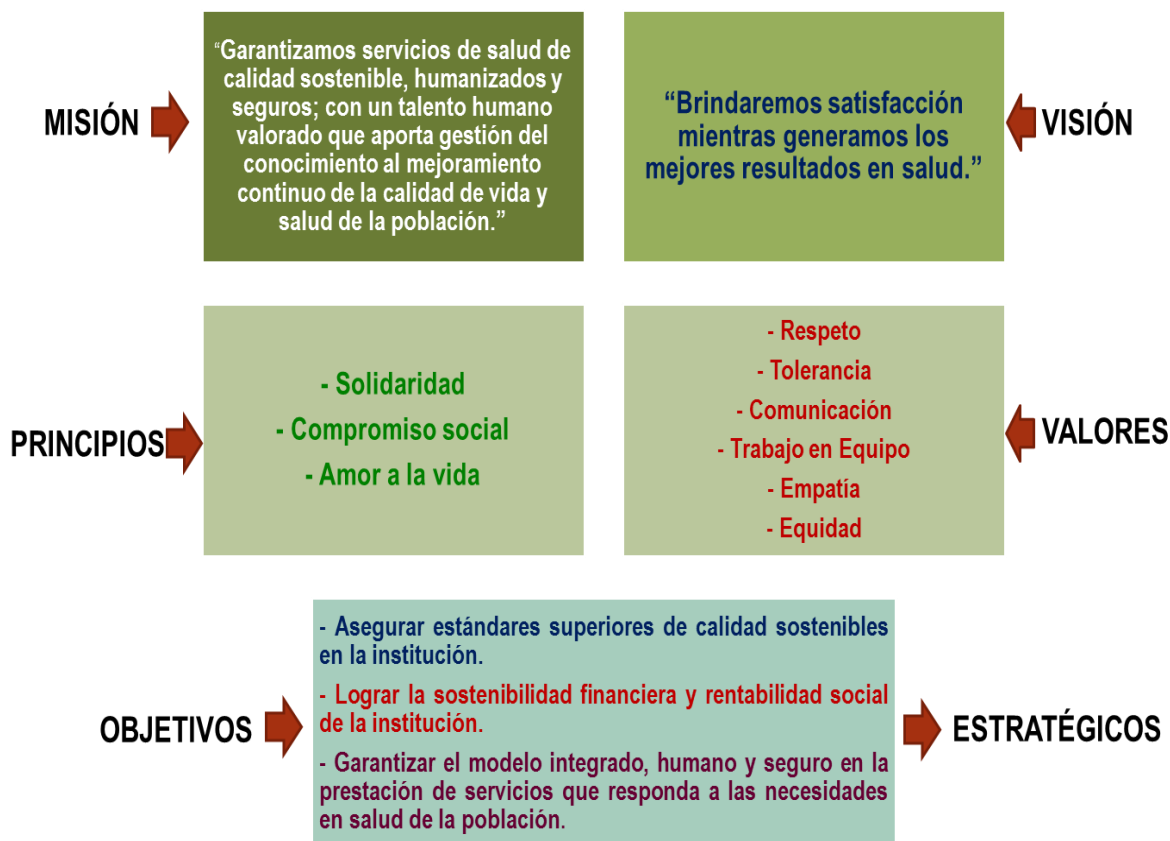 MISIÓN
“Garantizamos servicios de salud de
calidad sostenible, humanizados y
seguros; con un talento humano
valorado que aporta gestión del
conocimiento al mejoramiento
continuo de la calidad de vida y
salud de la población.”
“Brindaremos satisfacción
mientras generamos los
mejores resultados en salud.”
VISIÓN
PRINCIPIOS
- Solidaridad
- Compromiso social
- Amor a la vida
- Respeto
- Tolerancia
- Comunicación
- Trabajo en Equipo
- Empatía
- Equidad
VALORES
OBJETIVOS
- Asegurar estándares superiores de calidad sostenibles
en la institución.
- Lograr la sostenibilidad financiera y rentabilidad social
de la institución.
- Garantizar el modelo integrado, humano y seguro en la
prestación de servicios que responda a las necesidades
en salud de la población.
ESTRATÉGICOS